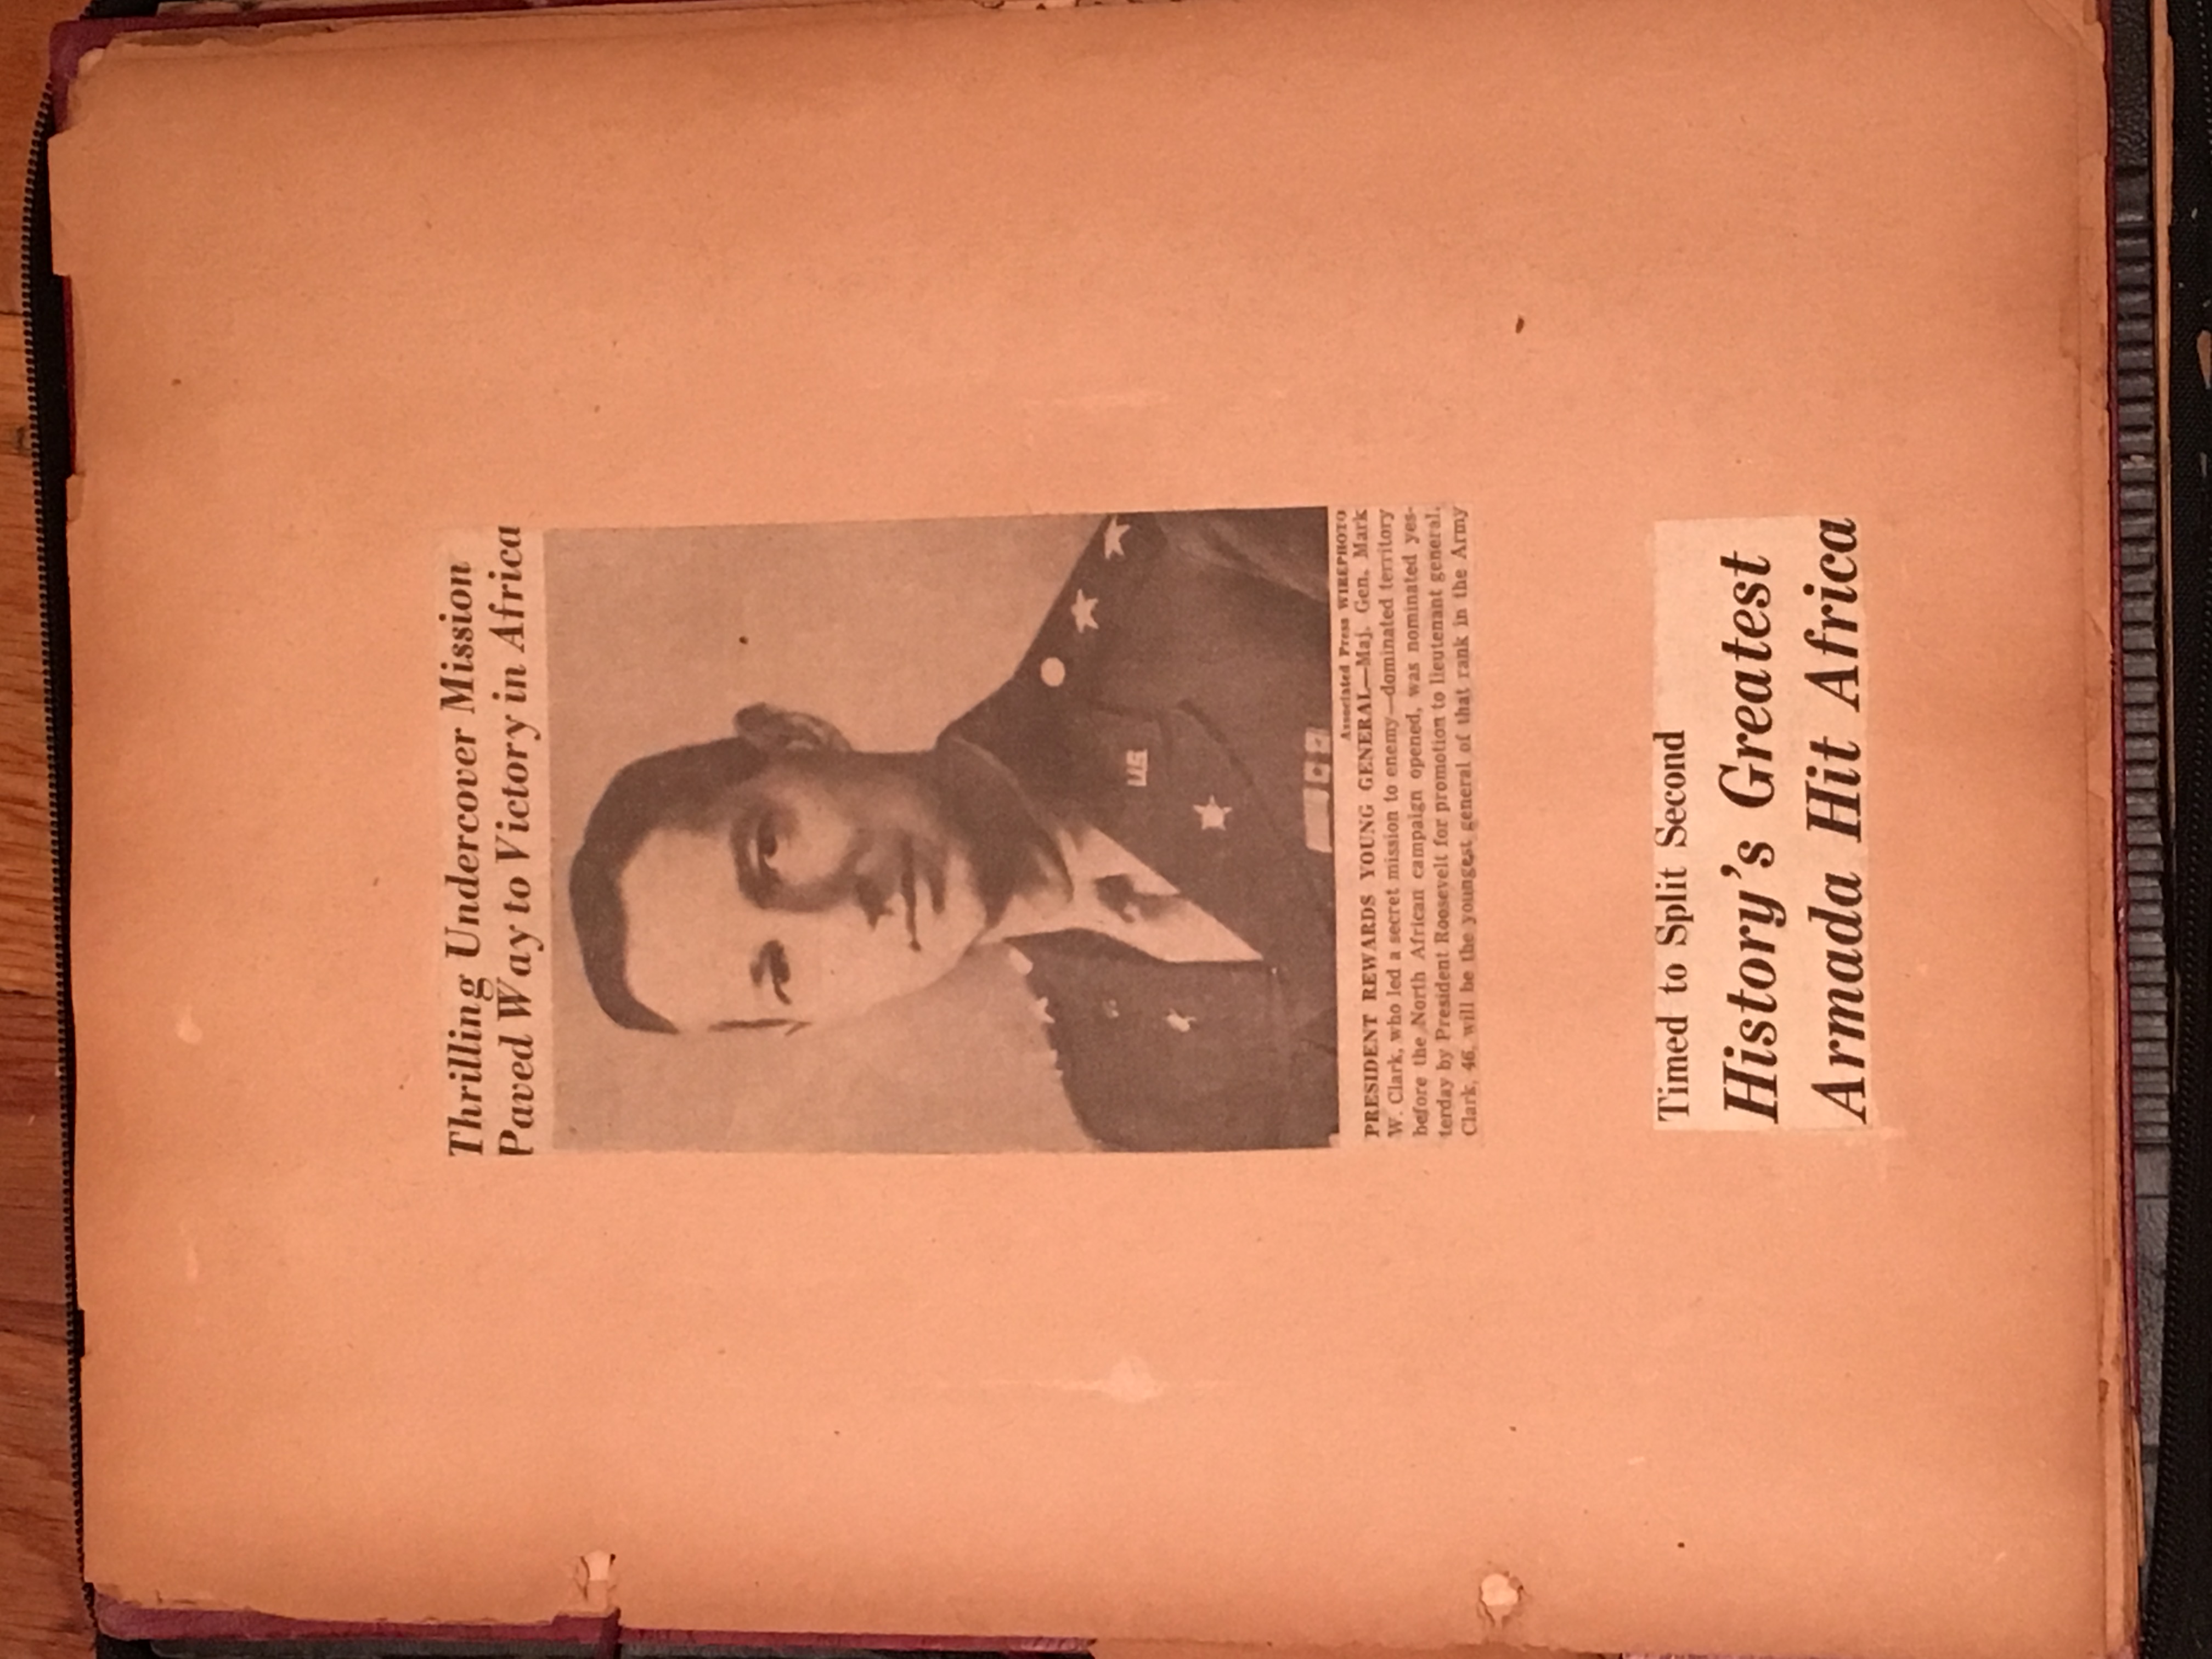 Thrilling Undercover Mission
Paved Way to Victory in Africa
U.S.
Associated Press WIREPHOTO
PRESIDENT REWARDS YOUNG GENERAL—Maj. Gen. Mark
W. Clark, who led a secret mission to enemy—dominated territory
before the North African campaign opened, was nominated yes-
terday by President Roosevelt for promotion to lieutenant general.
Clark, 46, will be the youngest general of that rank in the Army
Timed to Split Second
History's Greatest
Armada Hit Africa